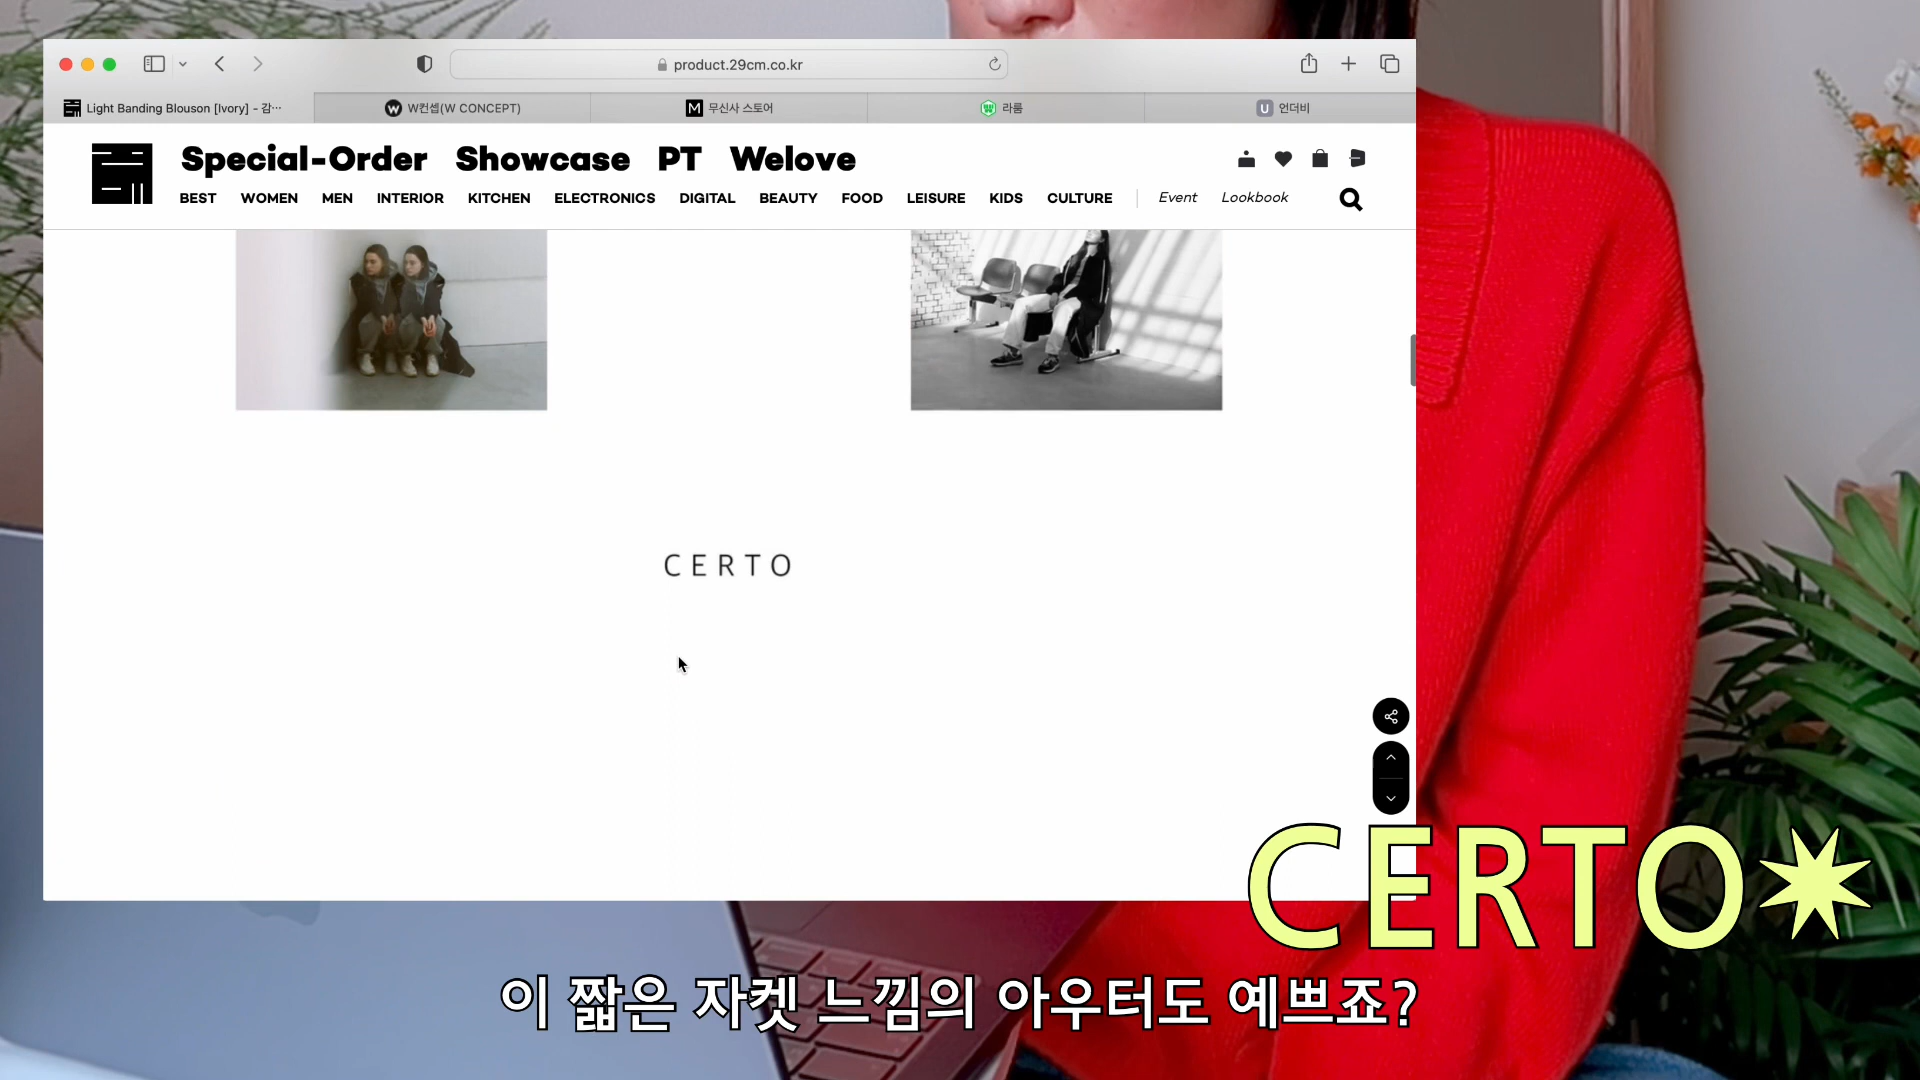 product.29cm.co.kr
Light Banding Blouson [Ivory] - 감…
W컨셉(W CONCEPT)
M 무신사 스토어
라룸
U 언더비
Special-Order Showcase PT Welove
BEST WOMEN MEN INTERIOR KITCHEN ELECTRONICS DIGITAL BEAUTY FOOD LEISURE KIDS CULTURE Event Lookbook
CERTO
CERTO
이 짧은 자켓 느낌의 아우터도 예쁘죠?